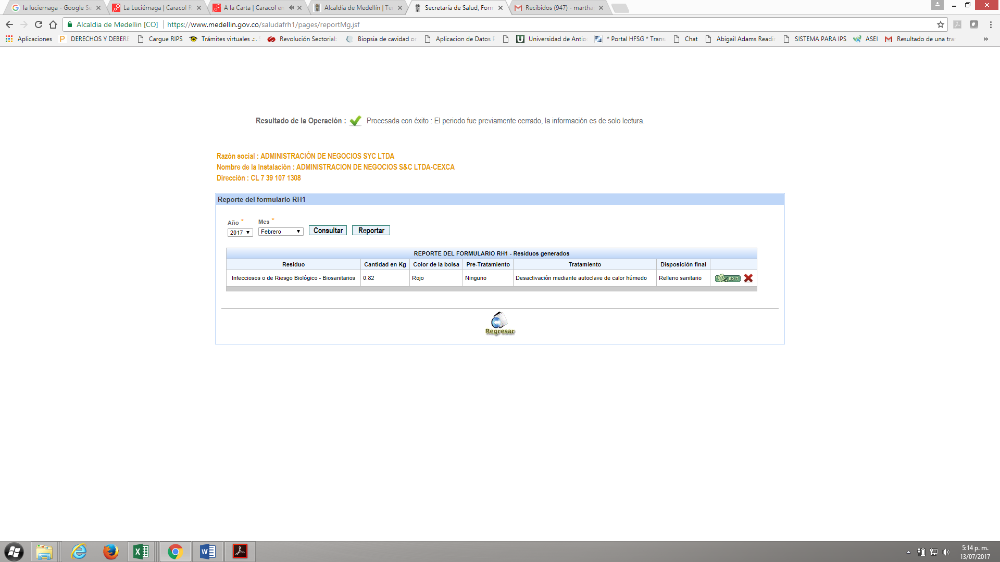 la luciernaga - Google Se
La Luciérnaga | Caracol R
A la Carta | Caracol en
Alcaldía de Medellín | Te
Secretaría de Salud, Form
Recibidos (947) - martha
Alcaldia de Medellin [CO] https://www.medellin.gov.co/saludafrh1/pages/reportMg.jsf
Aplicaciones DERECHOS Y DEBERE Cargue RIPS Trámites virtuales .::. Revolución Sectorial: Biopsia de cavidad or Aplicacion de Datos Universidad de Antio * Portal HFSG * Trans Chat Abigail Adams Readi SISTEMA PARA IPS ASEI Resultado de una tra »
Resultado de la Operación : Procesada con éxito : El periodo fue previamente cerrado, la información es de solo lectura.
Razón social : ADMINISTRACIÓN DE NEGOCIOS SYC LTDA
Nombre de la Instalación : ADMINISTRACION DE NEGOCIOS S&C LTDA-CEXCA
Dirección : CL 7 39 107 1308
Reporte del formulario RH1
Año * Mes *
2017 Febrero Consultar Reportar
REPORTE DEL FORMULARIO RH1 - Residuos generados
Residuo Cantidad en Kg Color de la bolsa Pre-Tratamiento Tratamiento Disposición final
Infecciosos o de Riesgo Biológico - Biosanitarios 0.82 Rojo Ninguno Desactivación mediante autoclave de calor húmedo Relleno sanitario EDIT
Regresar
5:14 p. m.
13/07/2017